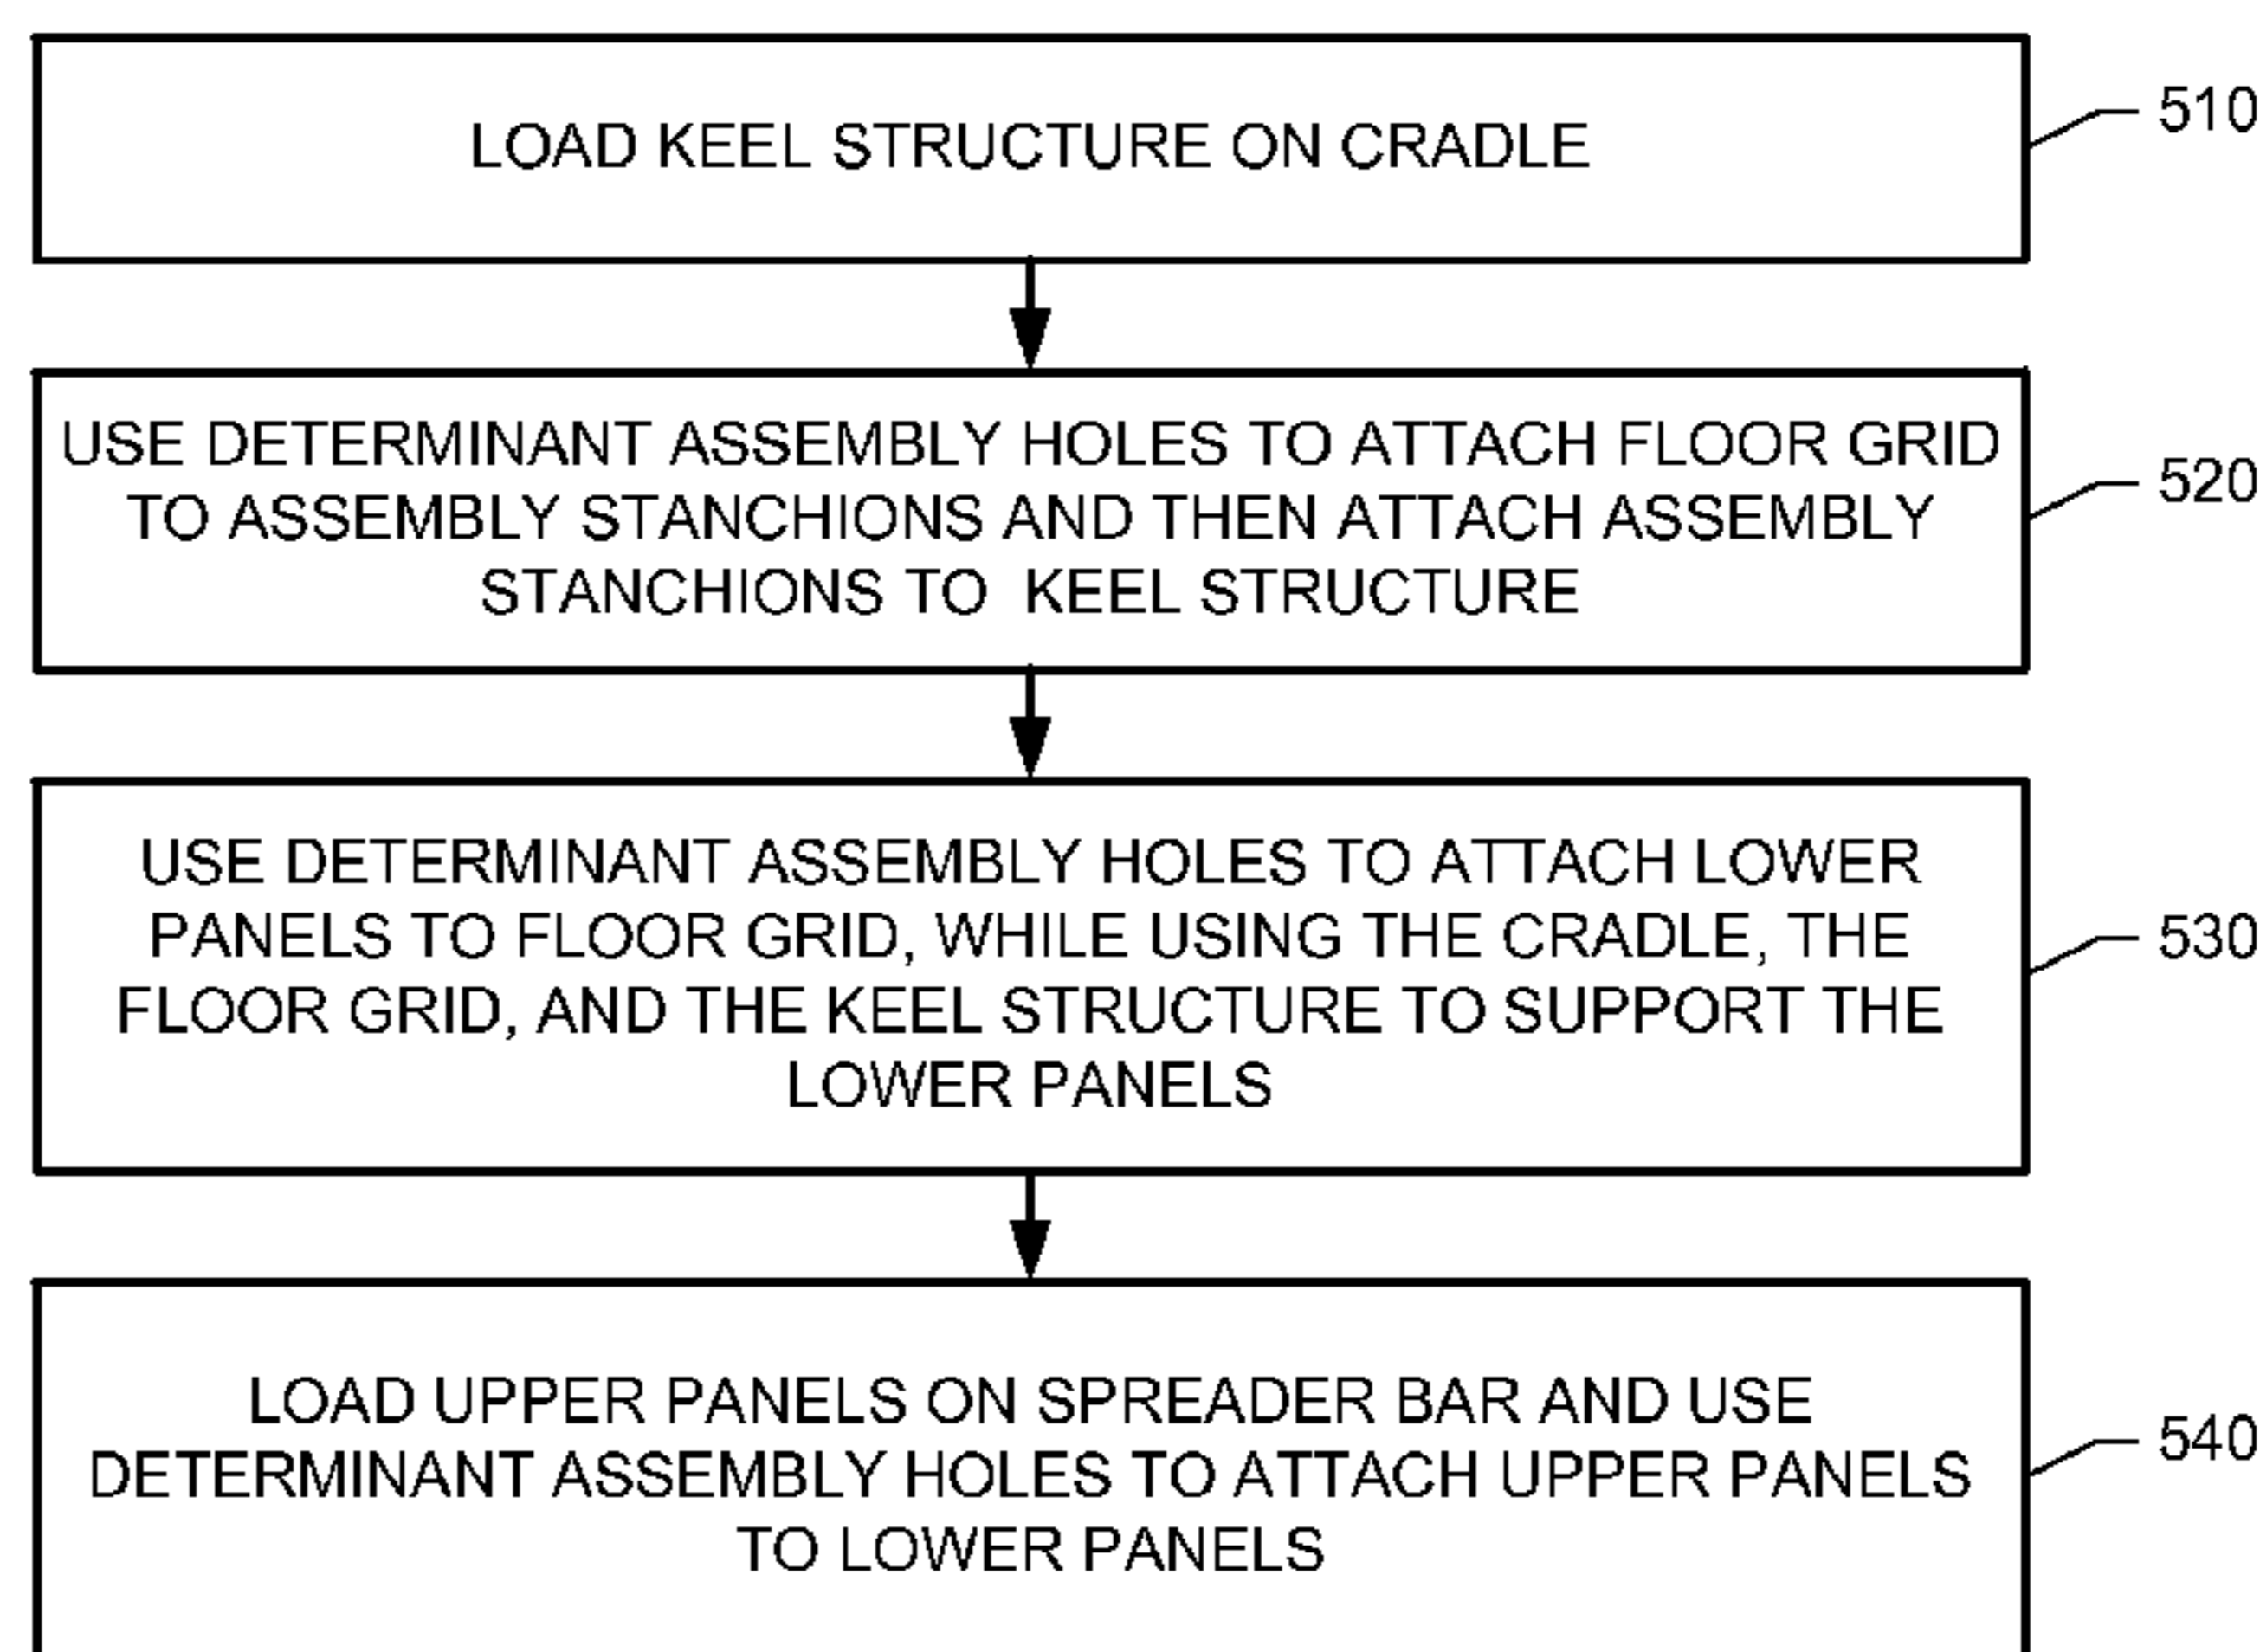 LOAD KEEL STRUCTURE ON CRADLE
510
USE DETERMINANT ASSEMBLY HOLES TO ATTACH FLOOR GRID
TO ASSEMBLY STANCHIONS AND THEN ATTACH ASSEMBLY
STANCHIONS TO KEEL STRUCTURE
520
USE DETERMINANT ASSEMBLY HOLES TO ATTACH LOWER
PANELS TO FLOOR GRID, WHILE USING THE CRADLE, THE
FLOOR GRID, AND THE KEEL STRUCTURE TO SUPPORT THE
LOWER PANELS
530
LOAD UPPER PANELS ON SPREADER BAR AND USE
DETERMINANT ASSEMBLY HOLES TO ATTACH UPPER PANELS
TO LOWER PANELS
540